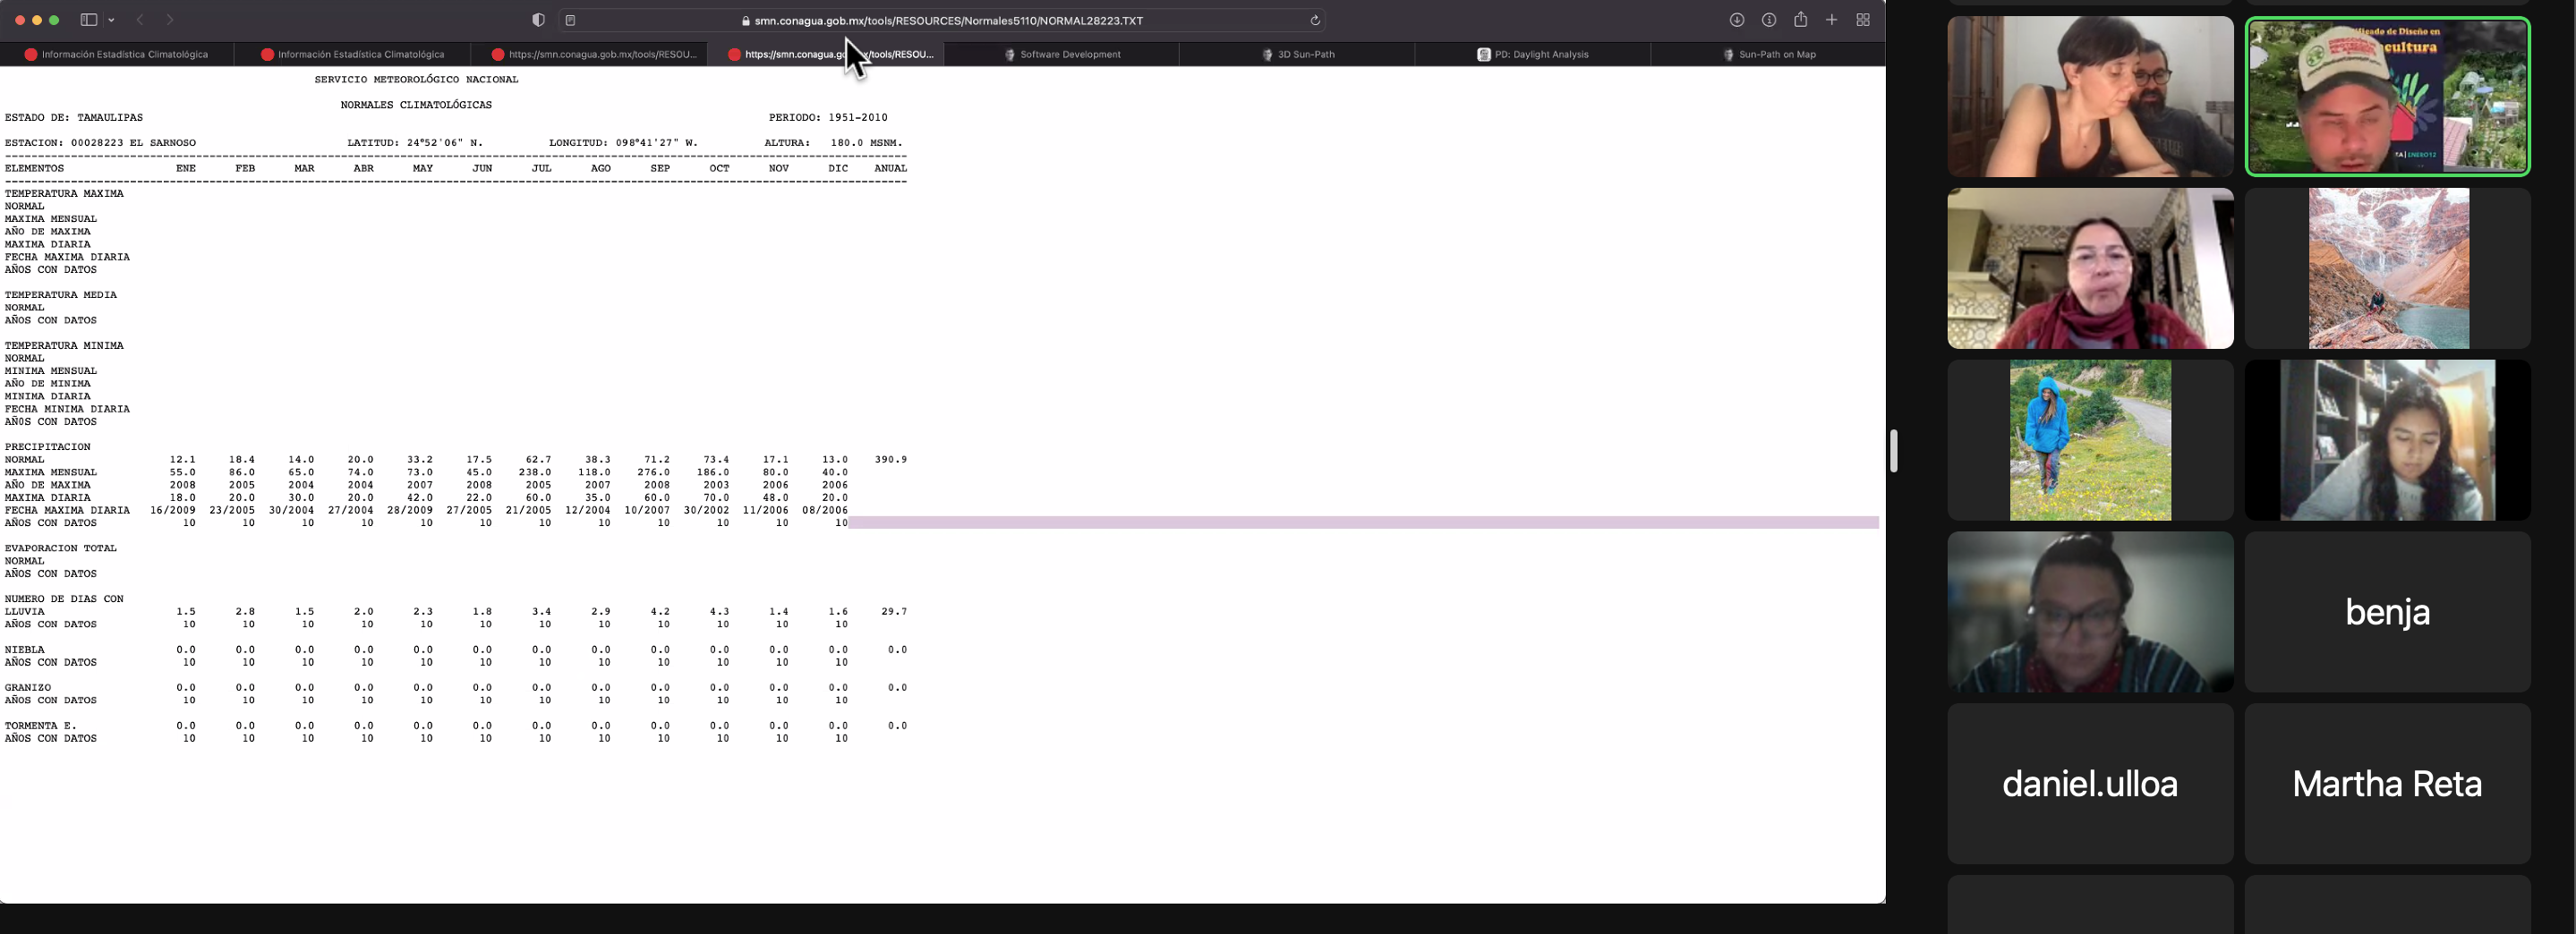 smn.conagua.gob.mx/tools/RESOURCES/Normales5110/NORMAL28223.TXT
Información Estadística Climatológica
Información Estadística Climatológica
https://smn.conagua.gob.mx/tools/RESOU...
https://smn.conagua.go x/tools/RESOU...
Software Development
3D Sun-Path
PD: Daylight Analysis
Sun-Path on Map
SERVICIO METEOROLÓGICO NACIONAL
NORMALES CLIMATOLÓGICAS
ESTADO DE: TAMAULIPAS PERIODO: 1951-2010
ESTACION: 00028223 EL SARNOSO LATITUD: 24°52'06" N. LONGITUD: 098°41'27" W. ALTURA: 180.0 MSNM.
ELEMENTOS ENE FEB MAR ABR MAY JUN JUL AGO SEP OCT NOV DIC ANUAL
TEMPERATURA MAXIMA
NORMAL
MAXIMA MENSUAL
AÑO DE MAXIMA
MAXIMA DIARIA
FECHA MAXIMA DIARIA
AÑOS CON DATOS
TEMPERATURA MEDIA
NORMAL
AÑOS CON DATOS
TEMPERATURA MINIMA
NORMAL
MINIMA MENSUAL
AÑO DE MINIMA
MINIMA DIARIA
FECHA MINIMA DIARIA
AÑOS CON DATOS
PRECIPITACION
NORMAL 12.1 18.4 14.0 20.0 33.2 17.5 62.7 38.3 71.2 73.4 17.1 13.0 390.9
MAXIMA MENSUAL 55.0 86.0 65.0 74.0 73.0 45.0 238.0 118.0 276.0 186.0 80.0 40.0
AÑO DE MAXIMA 2008 2005 2004 2004 2007 2008 2005 2007 2008 2003 2006 2006
MAXIMA DIARIA 18.0 20.0 30.0 20.0 42.0 22.0 60.0 35.0 60.0 70.0 48.0 20.0
FECHA MAXIMA DIARIA 16/2009 23/2005 30/2004 27/2004 28/2009 27/2005 21/2005 12/2004 10/2007 30/2002 11/2006 08/2006
AÑOS CON DATOS 10 10 10 10 10 10 10 10 10 10 10 10
EVAPORACION TOTAL
NORMAL
AÑOS CON DATOS
NUMERO DE DIAS CON
LLUVIA 1.5 2.8 1.5 2.0 2.3 1.8 3.4 2.9 4.2 4.3 1.4 1.6 29.7
AÑOS CON DATOS 10 10 10 10 10 10 10 10 10 10 10 10
NIEBLA 0.0 0.0 0.0 0.0 0.0 0.0 0.0 0.0 0.0 0.0 0.0 0.0 0.0
AÑOS CON DATOS 10 10 10 10 10 10 10 10 10 10 10 10
GRANIZO 0.0 0.0 0.0 0.0 0.0 0.0 0.0 0.0 0.0 0.0 0.0 0.0 0.0
AÑOS CON DATOS 10 10 10 10 10 10 10 10 10 10 10 10
TORMENTA E. 0.0 0.0 0.0 0.0 0.0 0.0 0.0 0.0 0.0 0.0 0.0 0.0 0.0
AÑOS CON DATOS 10 10 10 10 10 10 10 10 10 10 10 10
de Diseño en
cultura
ENERO12
benja
daniel.ulloa
Martha Reta